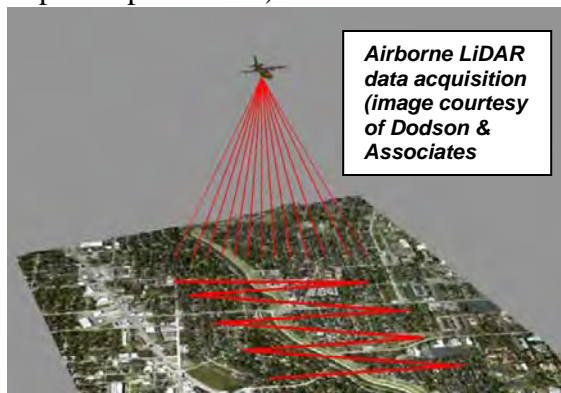 Airborne LiDAR
data acquisition
(image courtesy
of Dodson &
Associates